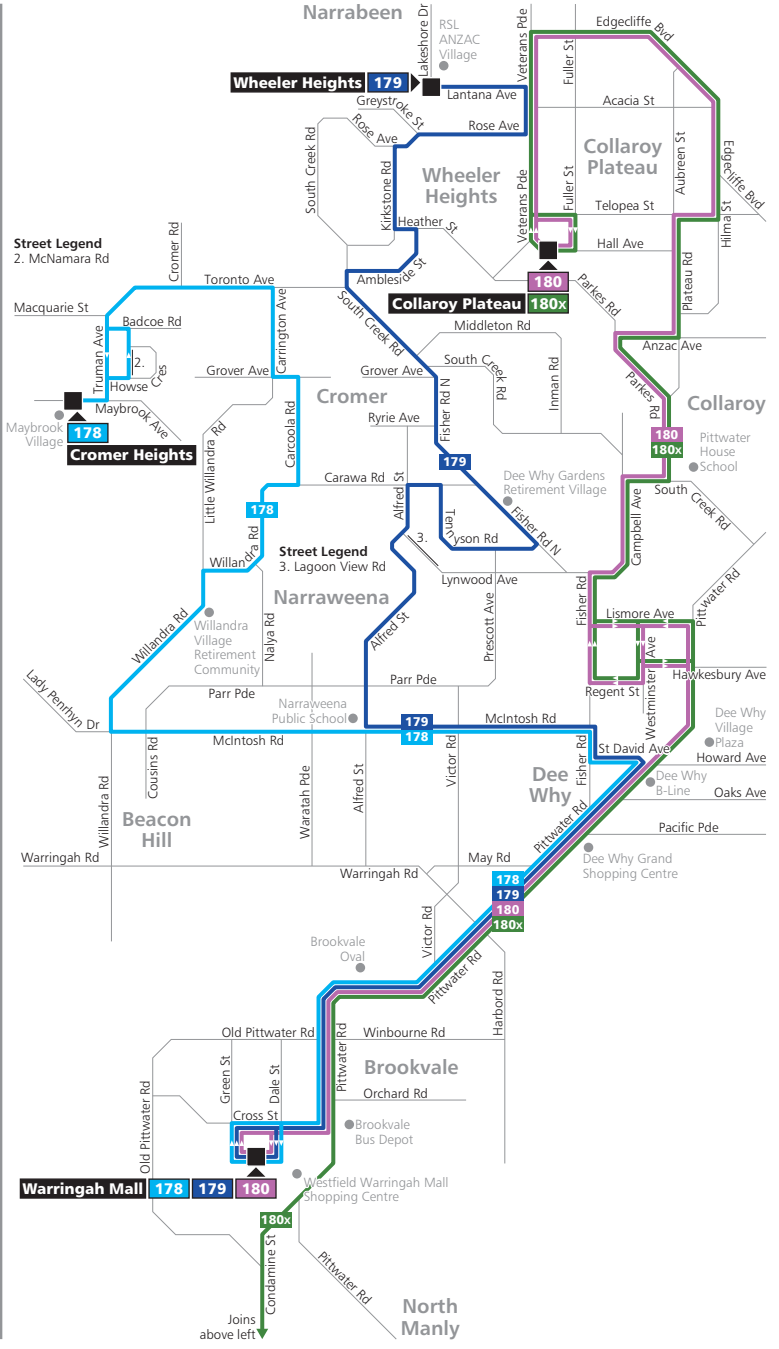 Narrabeen
Lakeshore Dr
RSL
ANZAC
Village
Veterans Pde
Fuller St
Edgecliffe Bvd
Wheeler Heights 179
Lantana Ave
Greystroke St
Rose Ave
Rose Ave
Acacia St
Collaroy
Plateau
Aubreen St
Edgecliffe Bvd
South Creek Rd
Kirkstone Rd
Wheeler
Heights
Veterans Pde
Fuller St
Telopea St
Hilma St
Heather St
Hall Ave
Street Legend
2. McNamara Rd
Cromer Rd
Toronto Ave
Ambleside St
180
Collaroy Plateau 180x
Parkes Rd
Plateau Rd
Macquarie St
Badcoe Rd
Truman Ave
2.
Howse Cres
Carrington Ave
South Creek Rd
Middleton Rd
Anzac Ave
Grover Ave
Grover Ave
South Creek Rd
Inman Rd
Parkes Rd
Cromer
Collaroy
Maybrook Ave
Maybrook
Village
178
Cromer Heights
Little Willandra Rd
Carcoola Rd
Ryrie Ave
Fisher Rd N
179
180
180x
Pittwater
House
School
Carawa Rd
Alfred St
Dee Why Gardens
Retirement Village
South Creek Rd
178
Tennyson Rd
Fisher Rd N
Campbell Ave
Street Legend
3. Lagoon View Rd
3.
Willandra Rd
Lynwood Ave
Pittwater Rd
Narraweena
Fisher Rd
Lismore Ave
Willandra Rd
Willandra
Village
Retirement
Community
Nalya Rd
Alfred St
Prescott Ave
Westminster Ave
Hawkesbury Ave
Lady Penrhyn Dr
Parr Pde
Parr Pde
Regent St
Narraweena
Public School
179
178
McIntosh Rd
McIntosh Rd
Dee Why
Village
Plaza
St David Ave
Howard Ave
Willandra Rd
Cousins Rd
Waratah Pde
Alfred St
Victor Rd
Fisher Rd
Dee
Why
Dee Why
B-Line
Oaks Ave
Beacon
Hill
Pittwater Rd
Pacific Pde
Warringah Rd
Warringah Rd
May Rd
Dee Why Grand
Shopping Centre
178
179
180
180x
Victor Rd
Brookvale
Oval
Pittwater Rd
Harbord Rd
Old Pittwater Rd
Pittwater Rd
Winbourne Rd
Green St
Dale St
Brookvale
Old Pittwater Rd
Orchard Rd
Cross St
Brookvale
Bus Depot
Warringah Mall 178 179 180
Westfield Warringah Mall
Shopping Centre
180x
Condamine St
Pittwater Rd
North
Manly
Joins
above left